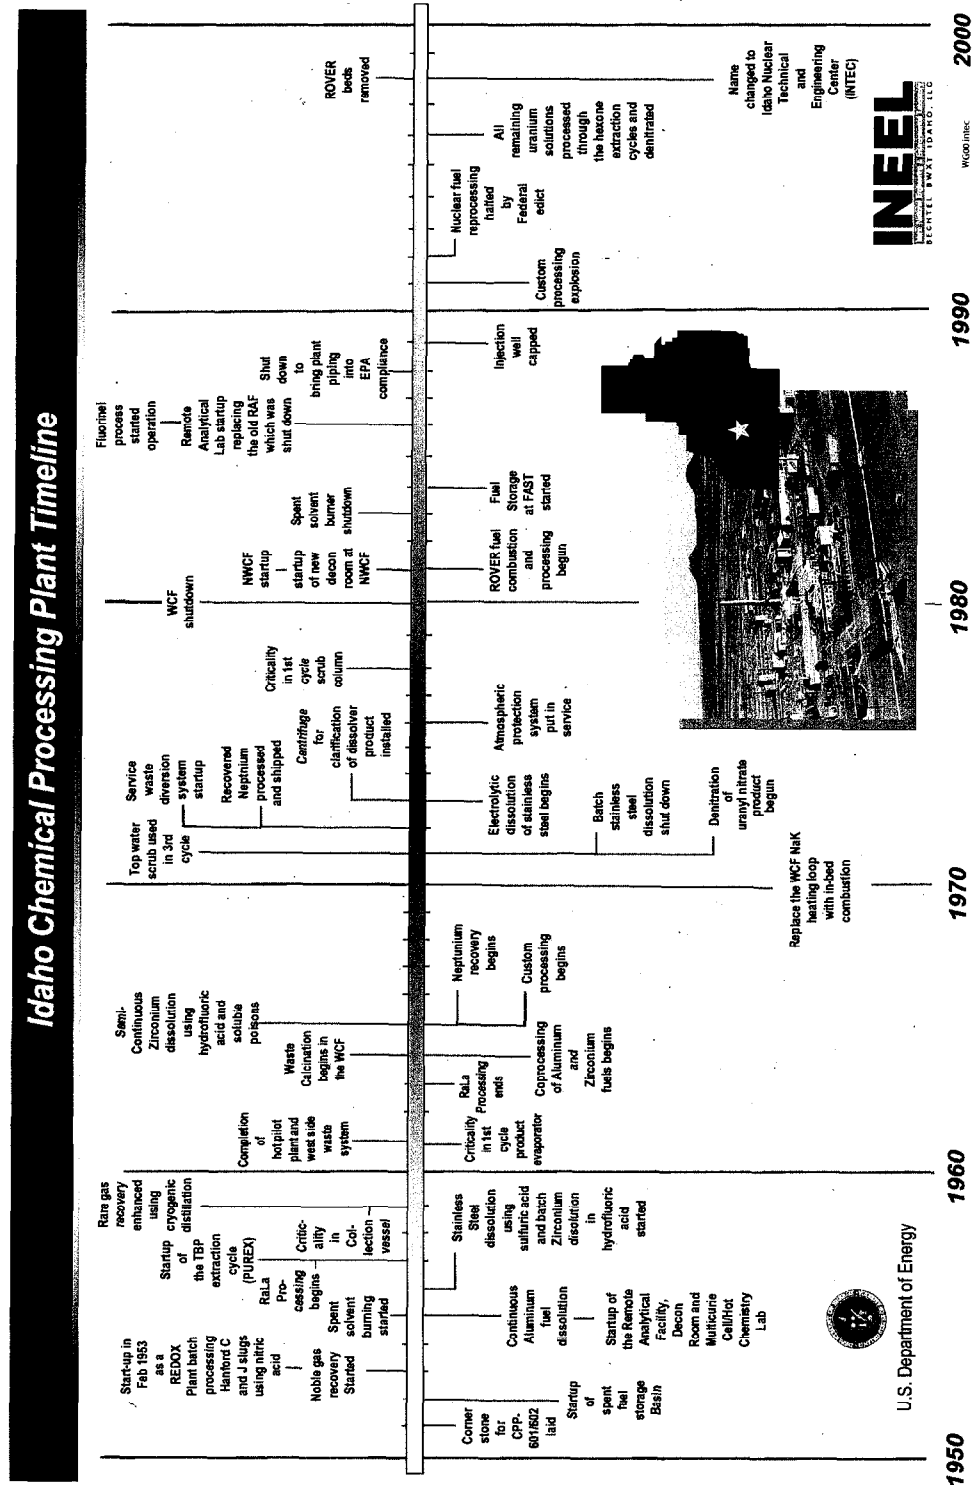 Idaho Chemical Processing Plant Timeline
Start-up in
Feb 1953
as a
REDOX
Plant batch
processing
Hanford C
and J slugs
using nitric
acid
Noble gas
recovery
Started
Spent
solvent
burning
started
RaLa
Pro-
cessing
begins
Startup
of
the TBP
extraction
cycle
(PUREX)
Critic-
ality
in
Col-
lection
vessel
Rare gas
recovery
enhanced
using
cryogenic
distillation
Completion
of
hot pilot
plant and
west side
waste
system
Waste
Calcination
begins in
the WCF
Semi-
Continuous
Zirconium
dissolution
using
hydrofluoric
acid and
soluble
poisons
Top water
scrub used
in 3rd
cycle
Service
waste
diversion
system
startup
Recovered
Neptnium
processed
and shipped
Centrifuge
for
clarification
of dissolver
product
installed
Criticality
in 1st
cycle
scrub
column
WCF
shutdown
NWCF
startup
startup
of new
decon
room at
NWCF
Spent
solvent
burner
shutdown
Fluorinel
process
started
operation
Remote
Analytical
Lab startup
replacing
the old RAF
which was
shut down
Shut
down
to
bring plant
piping
into
EPA
compliance
ROVER
beds
removed
Corner
stone
for
CPP-
601/602
laid
Startup
of
spent
fuel
storage
Basin
Continuous
Aluminum
fuel
dissolution
Startup of
the Remote
Analytical
Facility,
Decon
Room and
Multicurie
Cell/Hot
Chemistry
Lab
Stainless
Steel
dissolution
using
sulfuric acid
and batch
Zirconium
disolution
in
hydrofluoric
acid
started
Criticality
in 1st
cycle
product
evaporator
RaLa
Processing
ends
Coprocessing
of Aluminum
and
Zirconium
fuels begins
Neptunium
recovery
begins
Custom
processing
begins
Replace the WCF NaK
heating loop
with in-bed
combustion
Electrolytic
dissolution
of stainless
steel begins
Batch
stainless
steel
dissolution
shut down
Denitration
of
uranyl nitrate
product
begun
Atmospheric
protection
system
put in
service
ROVER fuel
combustion
and
processing
begun
Fuel
Storage
at FAST
started
Injection
well
capped
Custom
processing
explosion
Nuclear fuel
reprocessing
halted
by
Federal
edict
All
remaining
uranium
solutions
processed
through
the hexone
extraction
cycles and
denitrated
Name
changed to
Idaho Nuclear
Technical
and
Engineering
Center
(INTEC)
U.S. Department of Energy
INEEL
BECHTEL BWXT IDAHO, LLC
WG00 intec
1950
1960
1970
1980
1990
2000